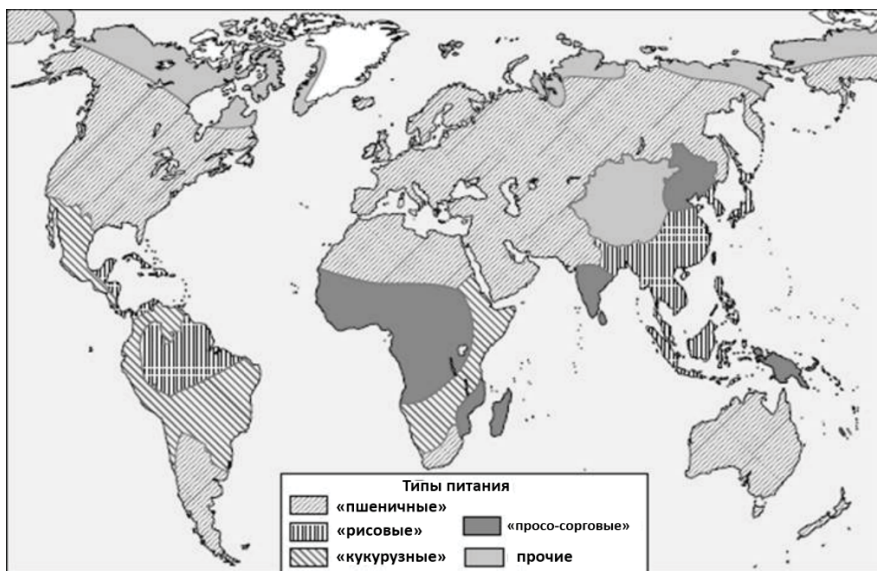 Типы питания
«пшеничные»
«рисовые»
«просо-сорговые»
«кукурузные»
прочие